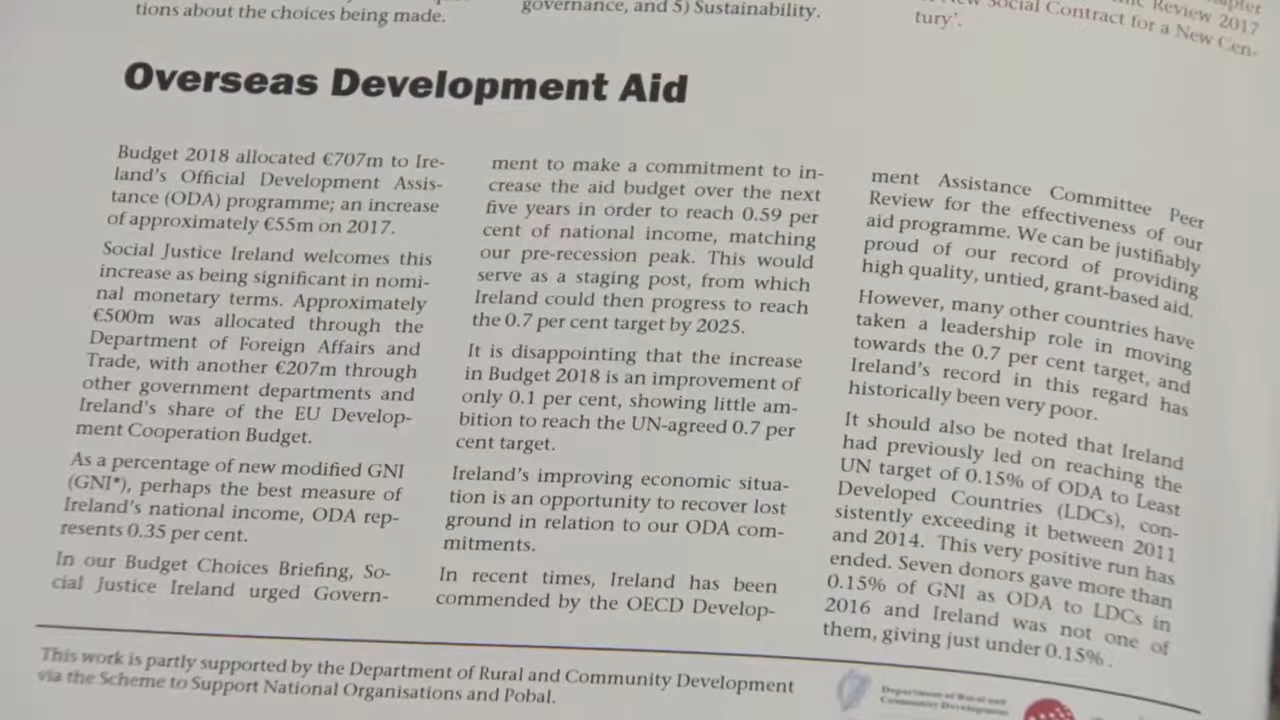 tions about the choices being made.
governance, and 5) Sustainability.
Review 2017
Social Contract for a New Cen-
tury'.
Overseas Development Aid
Budget 2018 allocated €707m to Ire-
land's Official Development Assis-
tance (ODA) programme; an increase
of approximately €55m on 2017.
Social Justice Ireland welcomes this
increase as being significant in nomi-
nal monetary terms. Approximately
€500m was allocated through the
Department of Foreign Affairs and
Trade, with another €207m through
other government departments and
Ireland's share of the EU Develop-
ment Cooperation Budget.
As a percentage of new modified GNI
(GNI*), perhaps the best measure of
Ireland's national income, ODA rep-
resents 0.35 per cent.
In our Budget Choices Briefing, So-
cial Justice Ireland urged Govern-
ment to make a commitment to in-
crease the aid budget over the next
five years in order to reach 0.59 per
cent of national income, matching
our pre-recession peak. This would
serve as a staging post, from which
Ireland could then progress to reach
the 0.7 per cent target by 2025.
It is disappointing that the increase
in Budget 2018 is an improvement of
only 0.1 per cent, showing little am-
bition to reach the UN-agreed 0.7 per
cent target.
Ireland's improving economic situa-
tion is an opportunity to recover lost
ground in relation to our ODA com-
mitments.
In recent times, Ireland has been
commended by the OECD Develop-
ment Assistance Committee Peer
Review for the effectiveness of our
aid programme. We can be justifiably
proud of our record of providing
high quality, untied, grant-based aid.
However, many other countries have
taken a leadership role in moving
towards the 0.7 per cent target, and
Ireland's record in this regard has
historically been very poor.
It should also be noted that Ireland
had previously led on reaching the
UN target of 0.15% of ODA to Least
Developed Countries (LDCs), con-
sistently exceeding it between 2011
and 2014. This very positive run has
ended. Seven donors gave more than
0.15% of GNI as ODA to LDCs in
2016 and Ireland was not one of
them, giving just under 0.15%.
This work is partly supported by the Department of Rural and Community Development
via the Scheme to Support National Organisations and Pobal.
Department of Rural and
Community Development